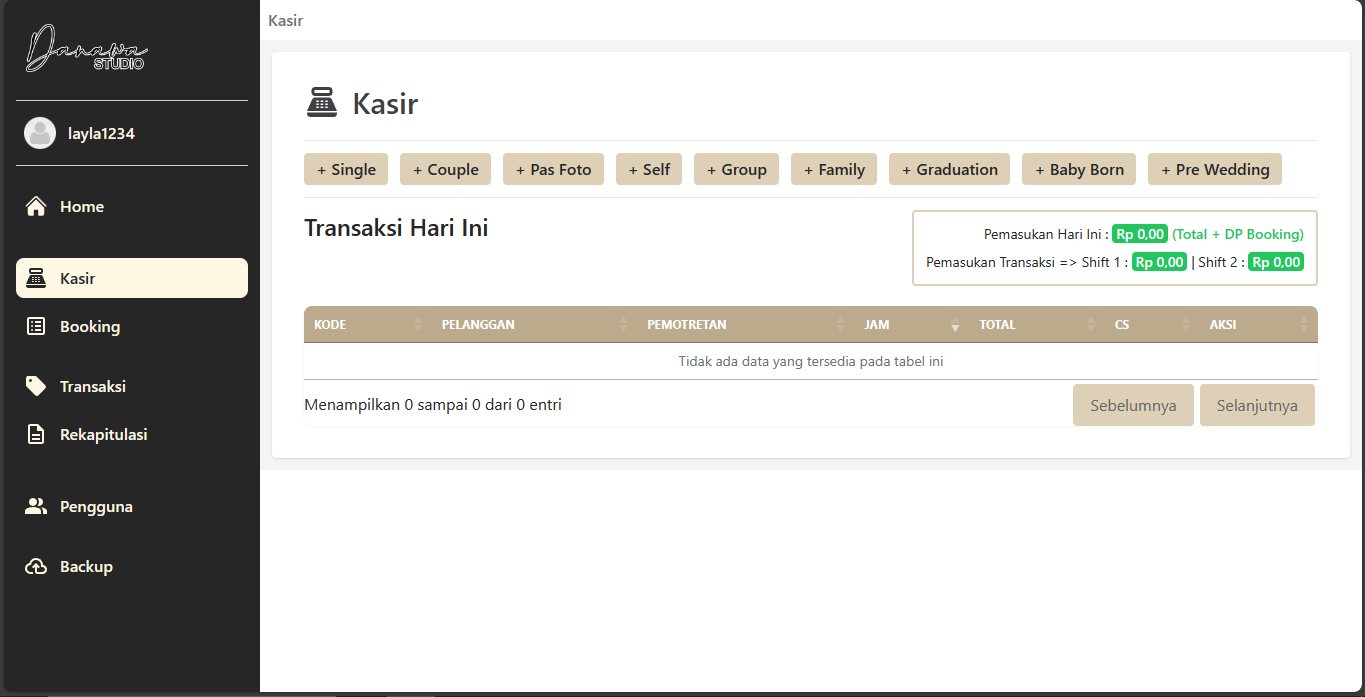 Danawa
STUDIO
layla1234
Home
Kasir
Booking
Transaksi
Rekapitulasi
Pengguna
Backup
Kasir
Kasir
+ Single
+ Couple
+ Pas Foto
+ Self
+ Group
+ Family
+ Graduation
+ Baby Born
+ Pre Wedding
Transaksi Hari Ini
Pemasukan Hari Ini : Rp 0,00 (Total + DP Booking)
Pemasukan Transaksi => Shift 1 : Rp 0,00 | Shift 2 : Rp 0,00
KODE PELANGGAN PEMOTRETAN JAM TOTAL CS AKSI
Tidak ada data yang tersedia pada tabel ini
Menampilkan 0 sampai 0 dari 0 entri
Sebelumnya
Selanjutnya